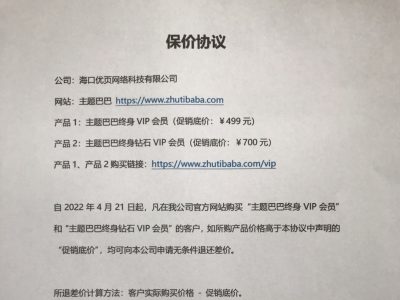 保价协议
公司：海口优页网络科技有限公司
网站：主题巴巴 https://www.zhutibaba.com
产品 1：主题巴巴终身 VIP 会员（促销底价：￥499 元）
产品 2：主题巴巴终身钻石 VIP 会员（促销底价：￥700 元）
产品 1、产品 2 购买链接：https://www.zhutibaba.com/vip
自 2022 年 4 月 21 日起，凡在我公司官方网站购买“主题巴巴终身 VIP 会员”
和“主题巴巴终身钻石 VIP 会员”的客户，如所购产品价格高于本协议中声明的
“促销底价”，均可向本公司申请无条件退还差价。
所退差价计算方法：客户实际购买价格 - 促销底价。